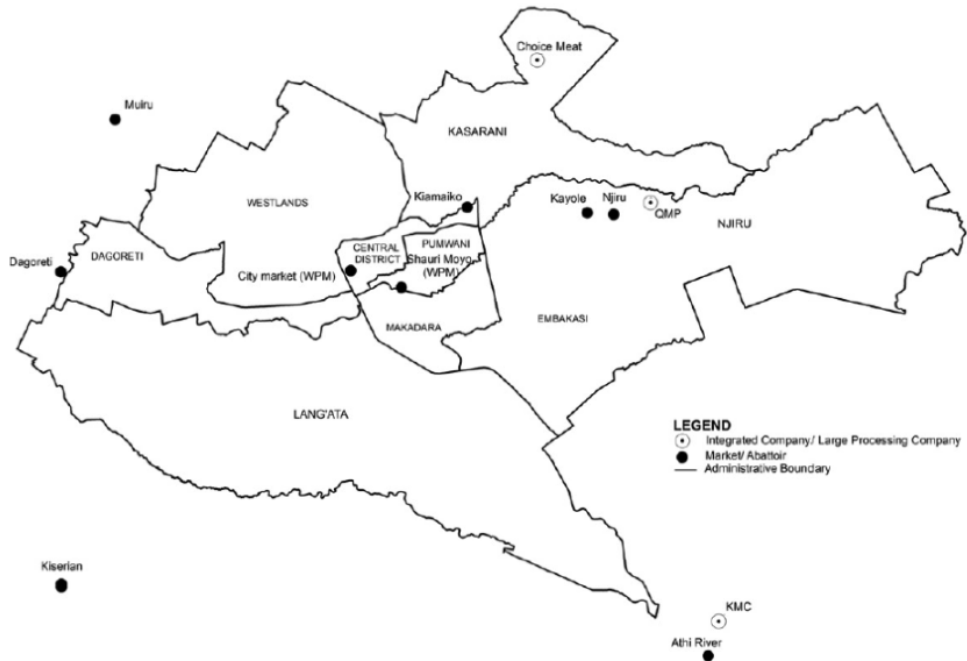 Choice Meat
Muiru
KASARANI
WESTLANDS
Kiamaiko
Kayole
Njiru
QMP
NJIRU
Dagoreti
DAGORETI
CENTRAL
DISTRICT
PUMWANI
Shauri Moyo
(WPM)
City market (WPM)
MAKADARA
EMBAKASI
LANG'ATA
LEGEND
Integrated Company/ Large Processing Company
Market/ Abattoir
Administrative Boundary
Kiserian
KMC
Athi River